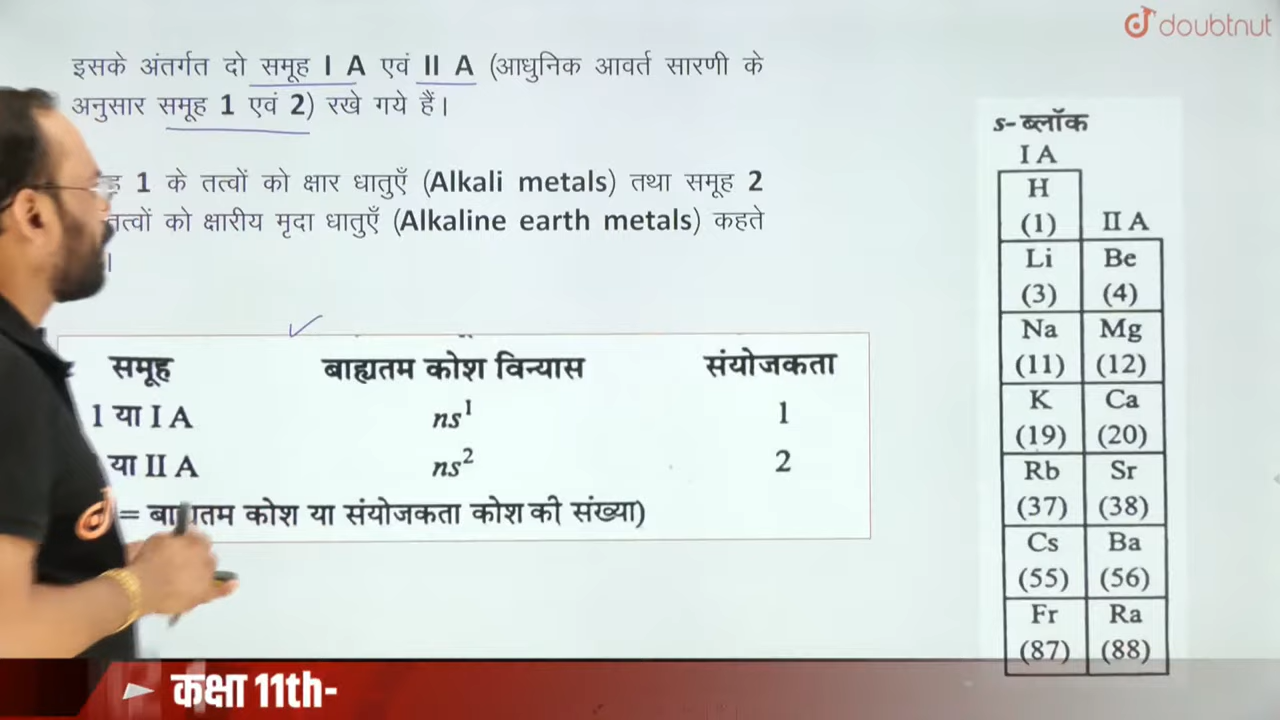 doubtnut
इसके अंतर्गत दो समूह I A एवं II A (आधुनिक आवर्त सारणी के
अनुसार समूह 1 एवं 2) रखे गये हैं।
1 के तत्वों को क्षार धातुएँ (Alkali metals) तथा समूह 2
तत्वों को क्षारीय मृदा धातुएँ (Alkaline earth metals) कहते
।
समूह बाह्यतम कोश विन्यास संयोजकता
1 या I A ns¹ 1
या II A ns² 2
= बाह्यतम कोश या संयोजकता कोश की संख्या)
s-ब्लॉक
I A
H
(1) II A
Li Be
(3) (4)
Na Mg
(11) (12)
K Ca
(19) (20)
Rb Sr
(37) (38)
Cs Ba
(55) (56)
Fr Ra
(87) (88)
कक्षा 11th-